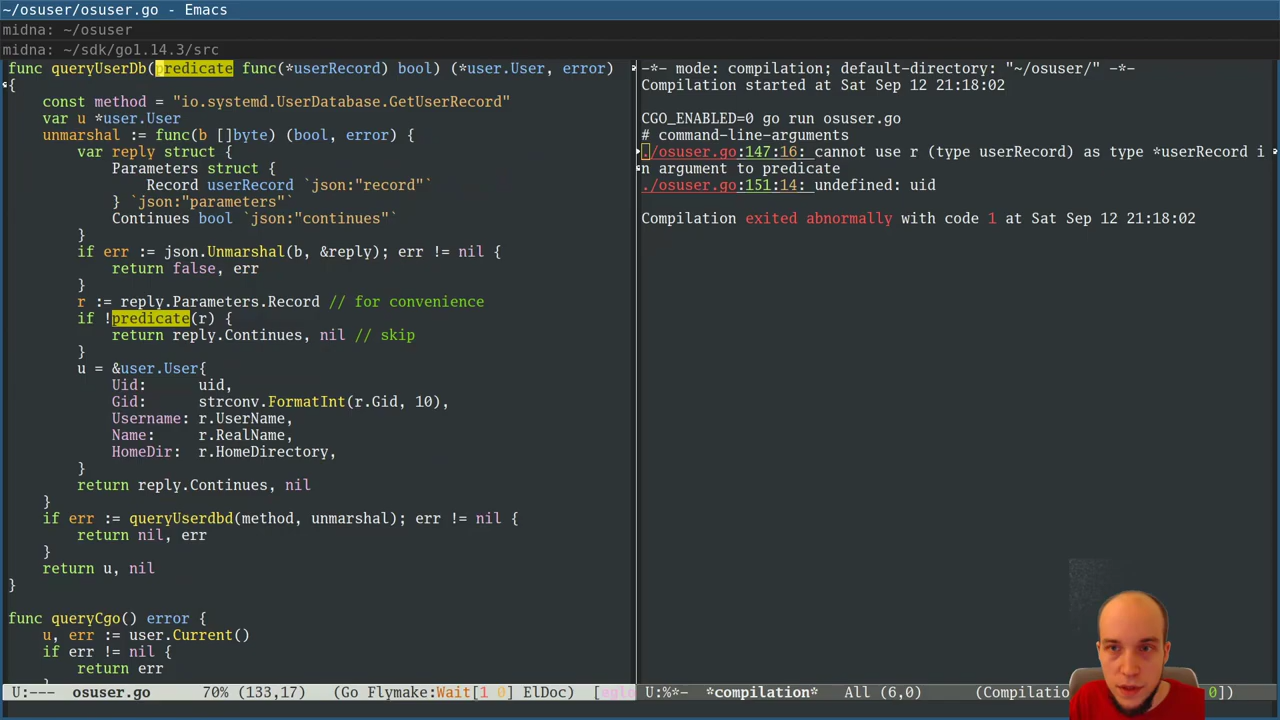 ~/osuser/osuser.go - Emacs
midna: ~/osuser
midna: ~/sdk/go1.14.3/src
func queryUserDb(predicate func(*userRecord) bool) (*user.User, error)
{
const method = "io.systemd.UserDatabase.GetUserRecord"
var u *user.User
unmarshal := func(b []byte) (bool, error) {
var reply struct {
Parameters struct {
Record userRecord `json:"record"`
} `json:"parameters"`
Continues bool `json:"continues"`
}
if err := json.Unmarshal(b, &reply); err != nil {
return false, err
}
r := reply.Parameters.Record // for convenience
if !predicate(r) {
return reply.Continues, nil // skip
}
u = &user.User{
Uid: uid,
Gid: strconv.FormatInt(r.Gid, 10),
Username: r.UserName,
Name: r.RealName,
HomeDir: r.HomeDirectory,
}
return reply.Continues, nil
}
if err := queryUserdbd(method, unmarshal); err != nil {
return nil, err
}
return u, nil
}
func queryCgo() error {
u, err := user.Current()
if err != nil {
return err
U:--- osuser.go 70% (133,17) (Go Flymake:Wait[1 0] ElDoc) [eglo
-*- mode: compilation; default-directory: "~/osuser/" -*-
Compilation started at Sat Sep 12 21:18:02
CGO_ENABLED=0 go run osuser.go
# command-line-arguments
./osuser.go:147:16: cannot use r (type userRecord) as type *userRecord i
n argument to predicate
./osuser.go:151:14: undefined: uid
Compilation exited abnormally with code 1 at Sat Sep 12 21:18:02
U:%*- *compilation* All (6,0) (Compilatio 0])